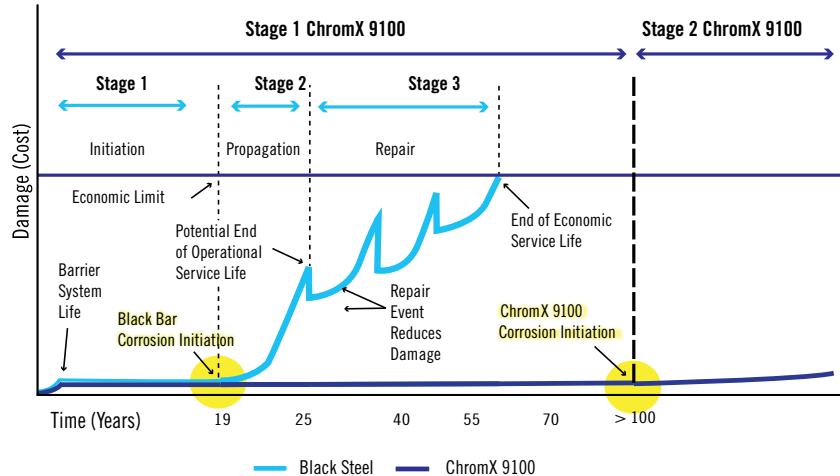 Stage 1 ChromX 9100
Stage 2 ChromX 9100
Stage 1
Stage 2
Stage 3
Initiation
Propagation
Repair
Economic Limit
Damage (Cost)
Potential End
of Operational
Service Life
End of Economic
Service Life
Barrier
System
Life
Black Bar
Corrosion Initiation
Repair
Event
Reduces
Damage
ChromX 9100
Corrosion Initiation
Time (Years)
19
25
40
55
70
> 100
Black Steel
ChromX 9100